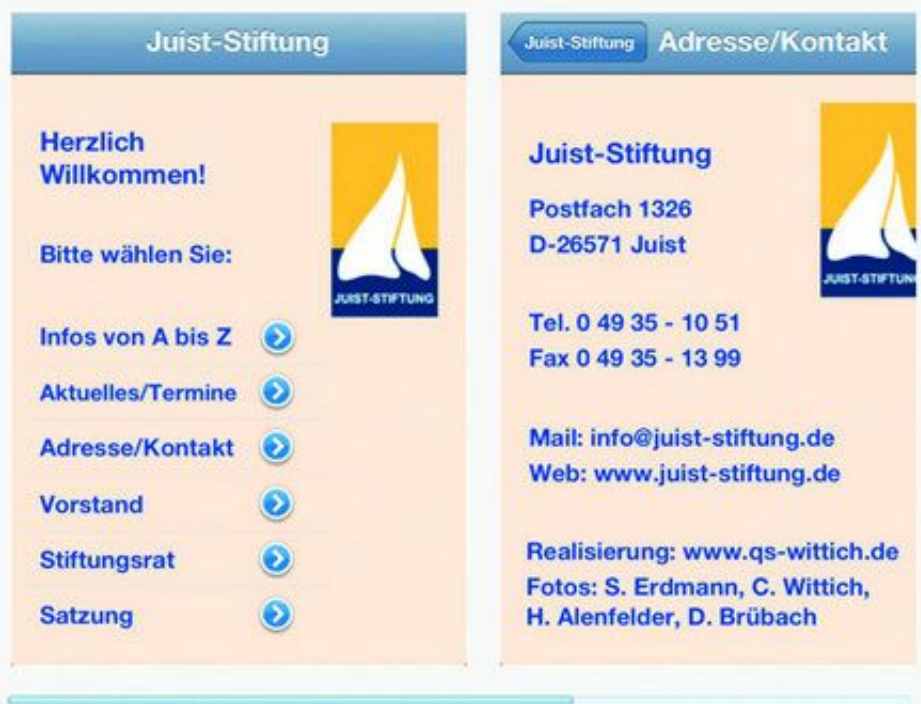 Juist-Stiftung
Herzlich
Willkommen!
Bitte wählen Sie:
JUIST-STIFTUNG
Infos von A bis Z
Aktuelles/Termine
Adresse/Kontakt
Vorstand
Stiftungsrat
Satzung
Juist-Stiftung Adresse/Kontakt
Juist-Stiftung
Postfach 1326
D-26571 Juist
JUIST-STIFTUN
Tel. 0 49 35 - 10 51
Fax 0 49 35 - 13 99
Mail: info@juist-stiftung.de
Web: www.juist-stiftung.de
Realisierung: www.qs-wittich.de
Fotos: S. Erdmann, C. Wittich,
H. Alenfelder, D. Brübach